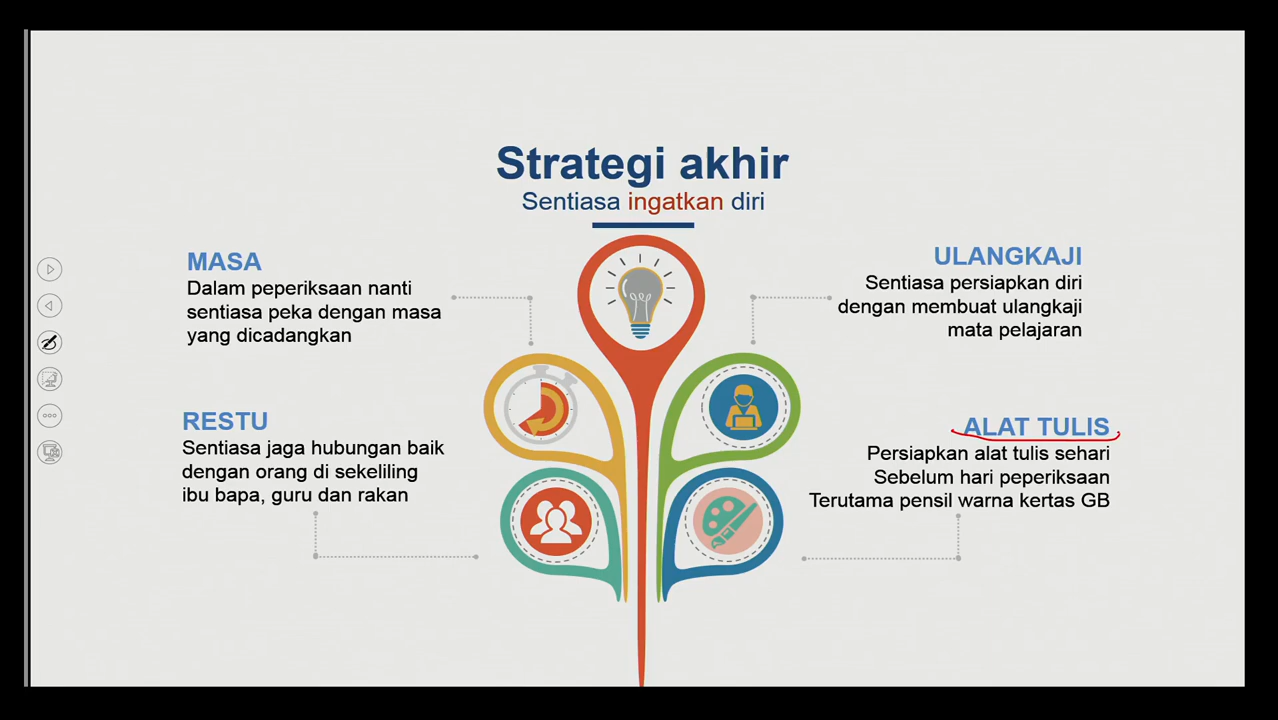 Strategi akhir
Sentiasa ingatkan diri
MASA
Dalam peperiksaan nanti
sentiasa peka dengan masa
yang dicadangkan
RESTU
Sentiasa jaga hubungan baik
dengan orang di sekeliling
ibu bapa, guru dan rakan
ULANGKAJI
Sentiasa persiapkan diri
dengan membuat ulangkaji
mata pelajaran
ALAT TULIS
Persiapkan alat tulis sehari
Sebelum hari peperiksaan
Terutama pensil warna kertas GB